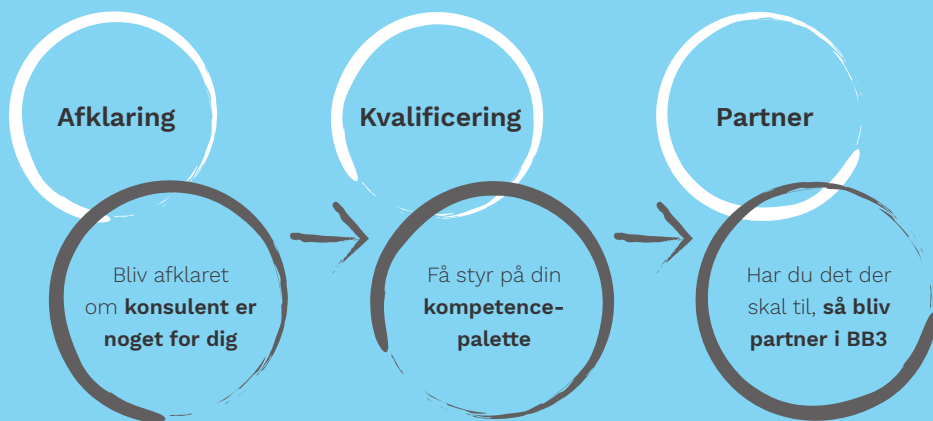 Afklaring
Bliv afklaret
om konsulent er
noget for dig
Kvalificering
Få styr på din
kompetence-
palette
Partner
Har du det der
skal til, så bliv
partner i BB3